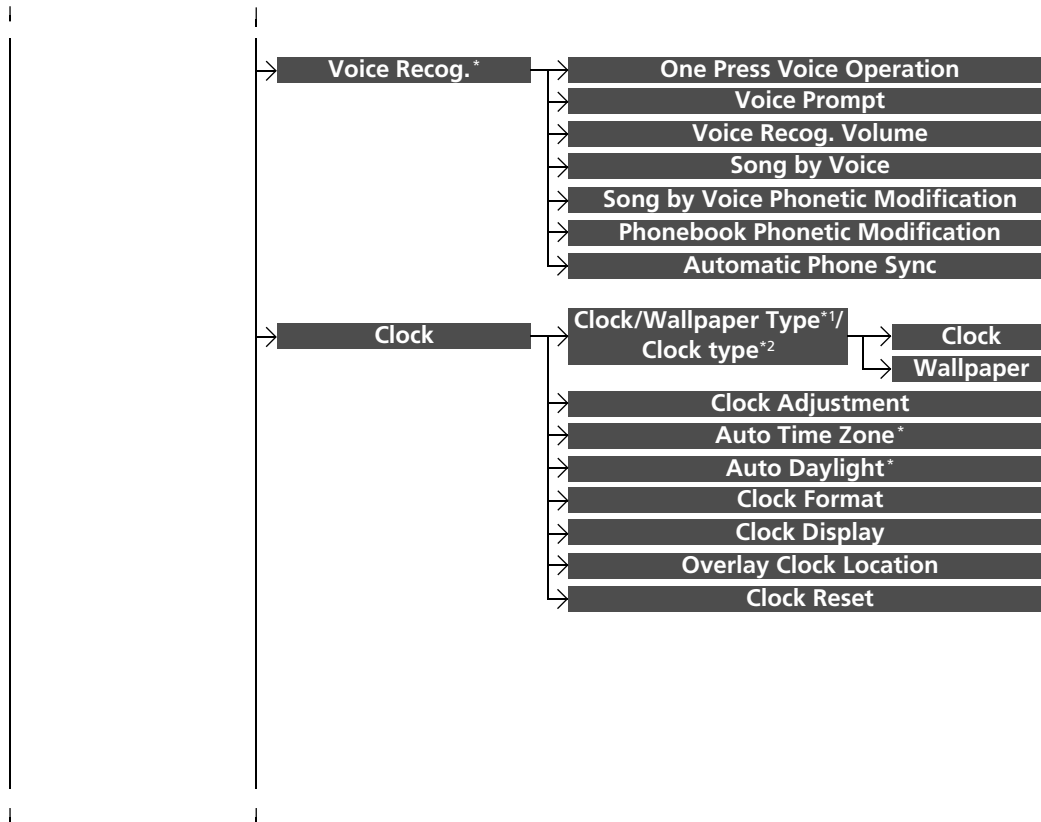 Voice Recog.*
One Press Voice Operation
Voice Prompt
Voice Recog. Volume
Song by Voice
Song by Voice Phonetic Modification
Phonebook Phonetic Modification
Automatic Phone Sync
Clock
Clock/Wallpaper Type*1/
Clock type*2
Clock
Wallpaper
Clock Adjustment
Auto Time Zone*
Auto Daylight*
Clock Format
Clock Display
Overlay Clock Location
Clock Reset